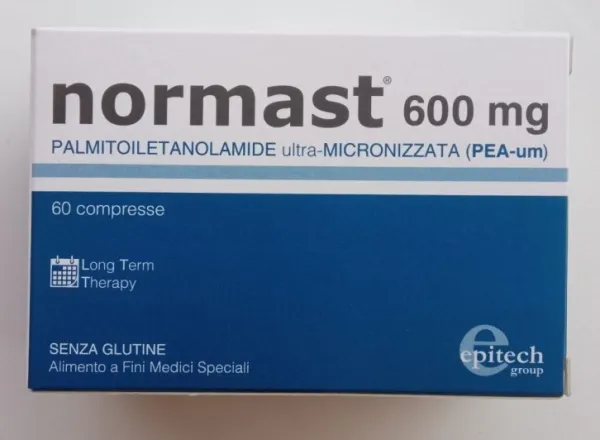 normast® 600 mg
PALMITOILETANOLAMIDE ultra-MICRONIZZATA (PEA-um)
60 compresse
Long Term
Therapy
SENZA GLUTINE
Alimento a Fini Medici Speciali
e
epitech
group